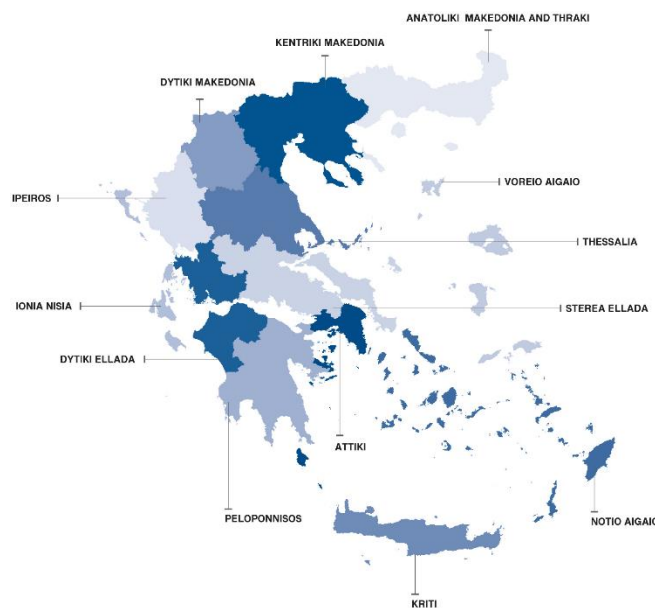 ANATOLIKI MAKEDONIA AND THRAKI
KENTRIKI MAKEDONIA
DYTIKI MAKEDONIA
VOREIO AIGAIO
IPEIROS
THESSALIA
IONIA NISIA
STEREA ELLADA
DYTIKI ELLADA
ATTIKI
PELOPONNISOS
NOTIO AIGAIO
KRITI